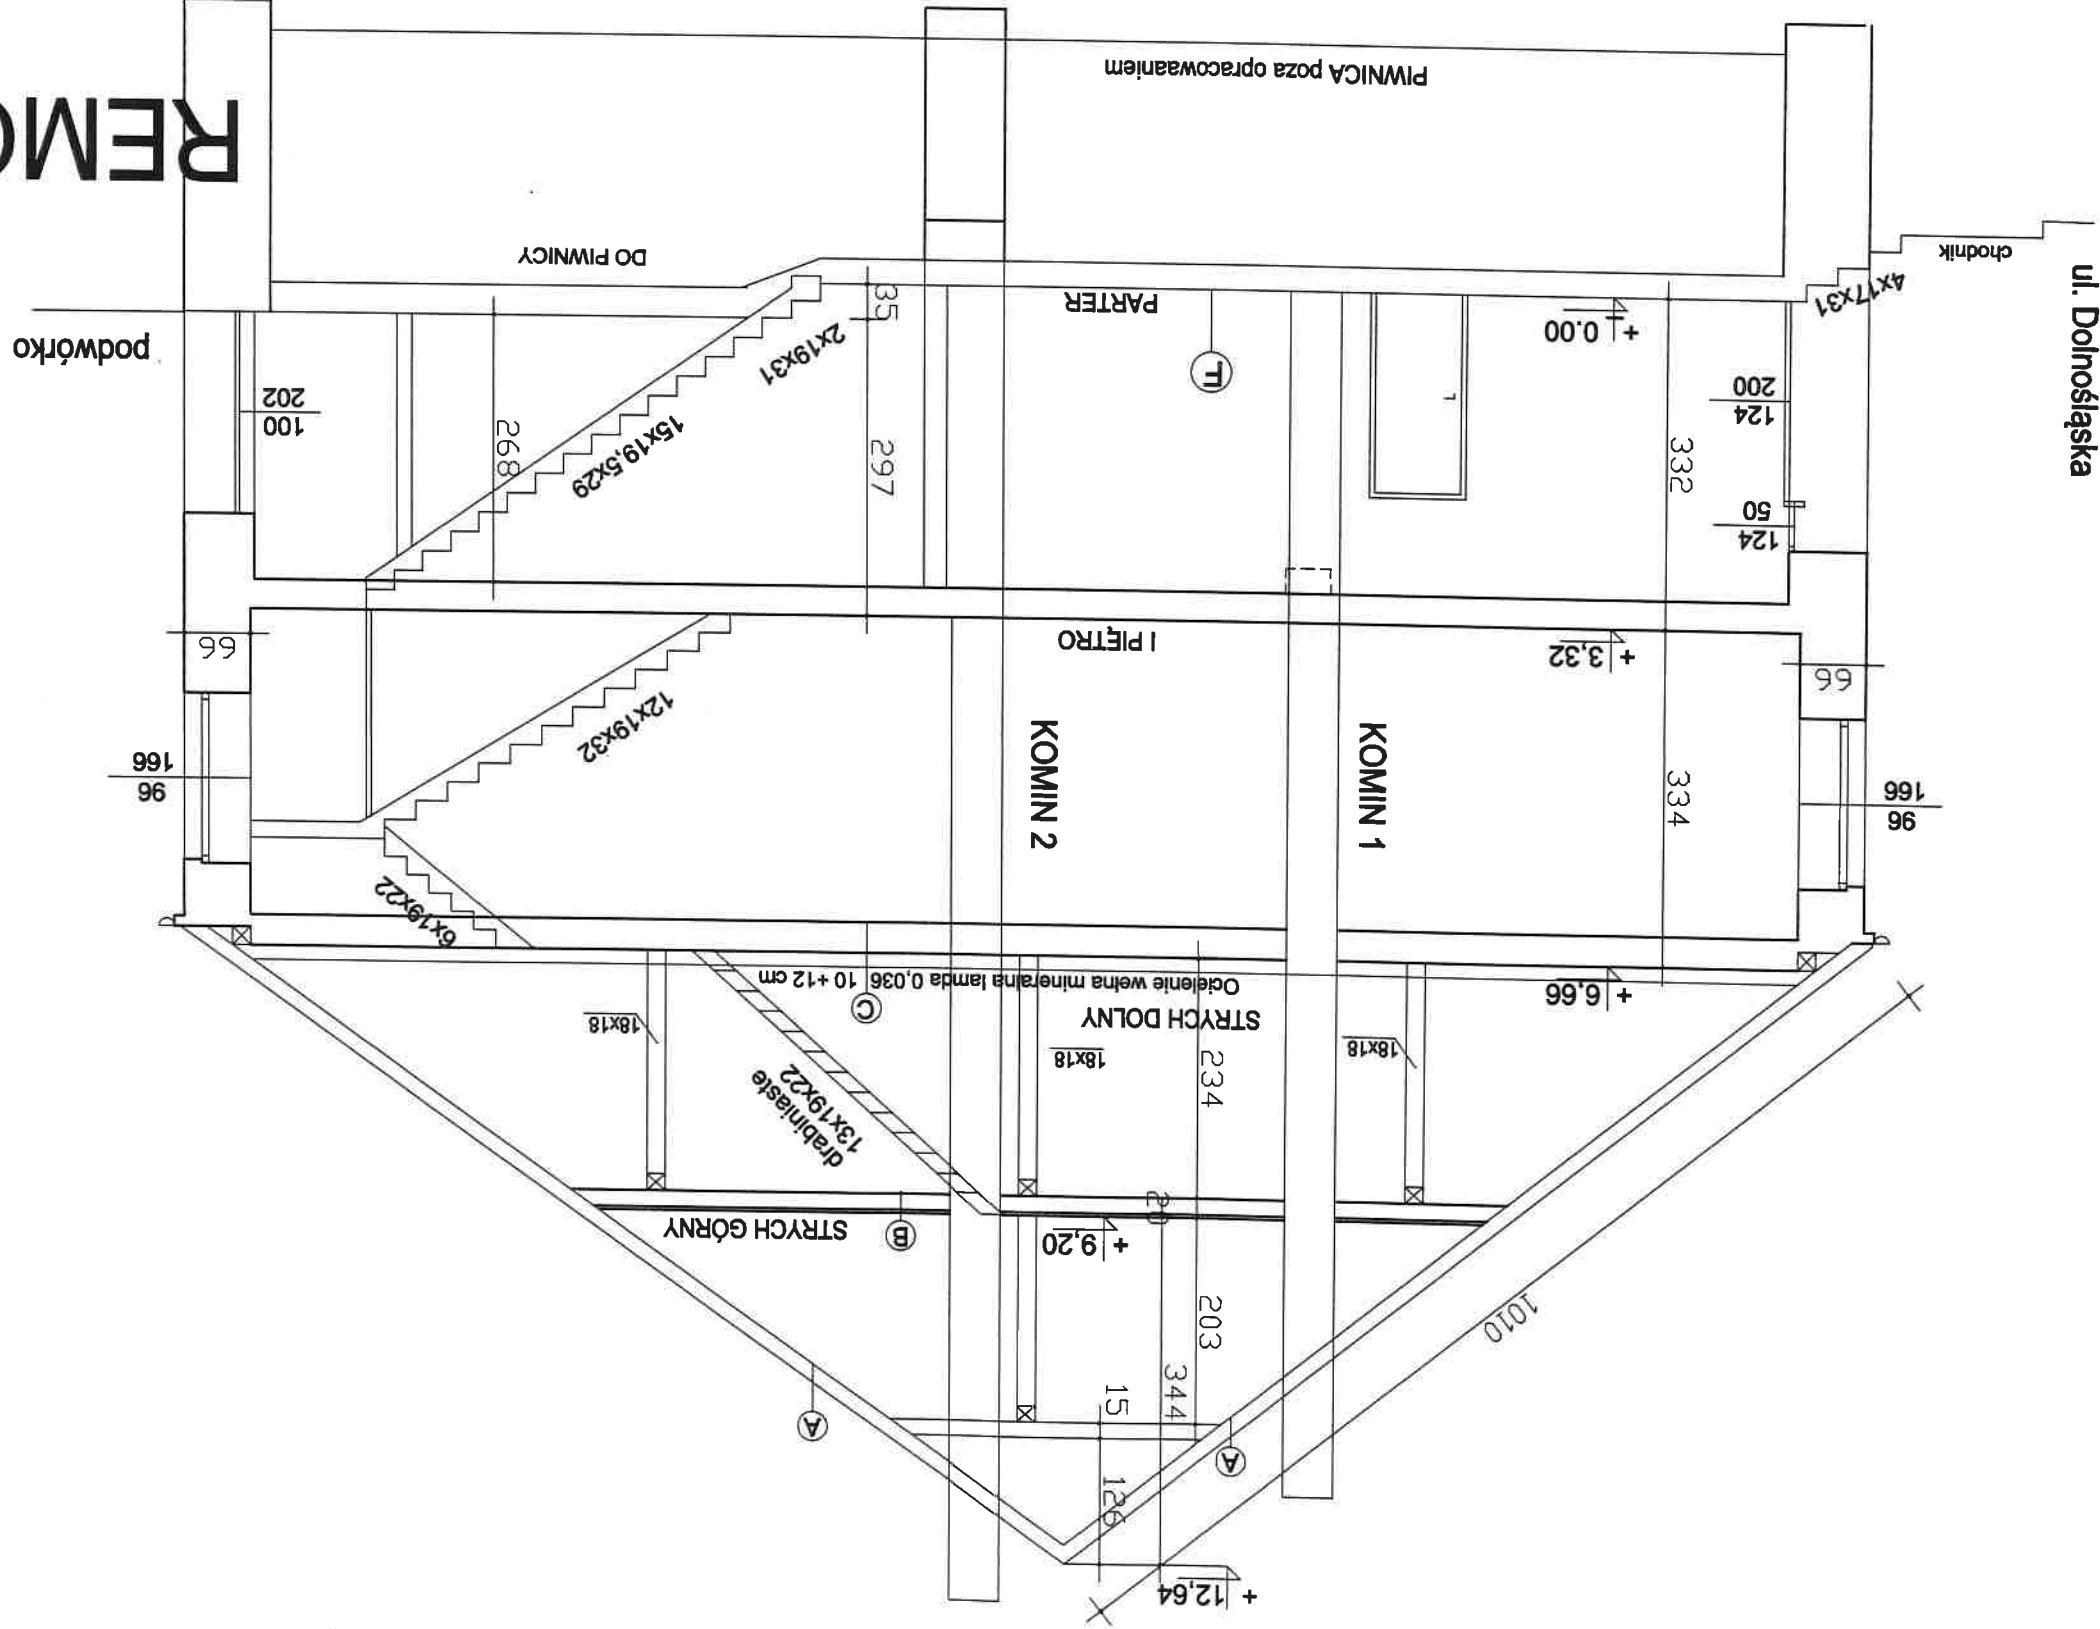 + 12,64
126
A
15
344
A
1010
203
+ 9,20
B
STRYCH GÓRNY
20
drabiniaste
13x19x22
18x18
18x18
18x18
234
STRYCH DOLNY
C
+ 6,66
Ocielenie wełna mineralna lamda 0,036 10+12 cm
6x19x22
96
166
334
KOMIN 1
KOMIN 2
96
166
12x19x32
66
+ 3,32
I PIĘTRO
66
124
50
332
297
15x19,5x29
268
124
200
100
202
T
2x19x31
podwórko
+ 0.00
PARTER
35
ul. Dolnośląska
4x17x31
chodnik
DO PIWNICY
REMO
PIWNICA poza opracowaaniem